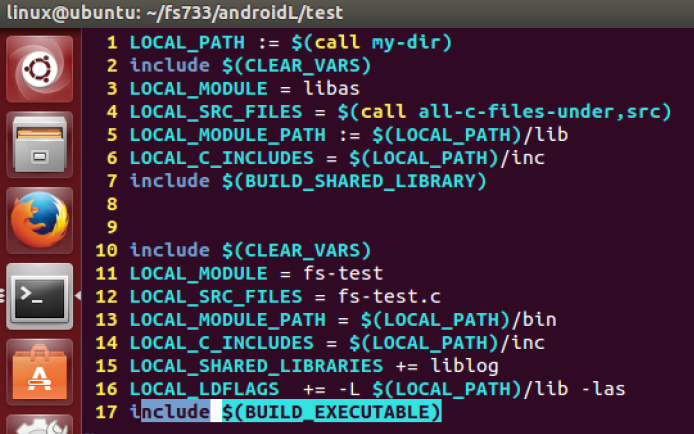 linux@ubuntu: ~/fs733/androidL/test
1 LOCAL_PATH := $(call my-dir)
2 include $(CLEAR_VARS)
3 LOCAL_MODULE = libas
4 LOCAL_SRC_FILES = $(call all-c-files-under,src)
5 LOCAL_MODULE_PATH := $(LOCAL_PATH)/lib
6 LOCAL_C_INCLUDES = $(LOCAL_PATH)/inc
7 include $(BUILD_SHARED_LIBRARY)
8
9
10 include $(CLEAR_VARS)
11 LOCAL_MODULE = fs-test
12 LOCAL_SRC_FILES = fs-test.c
13 LOCAL_MODULE_PATH = $(LOCAL_PATH)/bin
14 LOCAL_C_INCLUDES = $(LOCAL_PATH)/inc
15 LOCAL_SHARED_LIBRARIES += liblog
16 LOCAL_LDFLAGS  += -L $(LOCAL_PATH)/lib -las
17 include $(BUILD_EXECUTABLE)